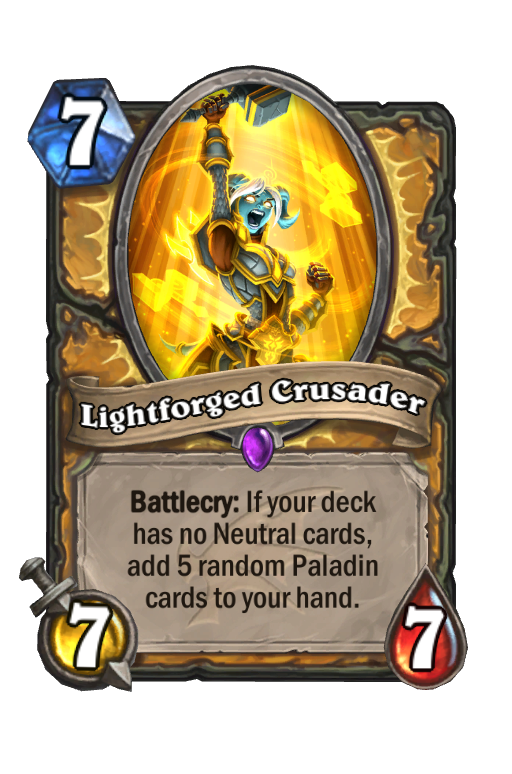 7
Lightforged Crusader
Battlecry: If your deck
has no Neutral cards,
add 5 random Paladin
cards to your hand.
7
7